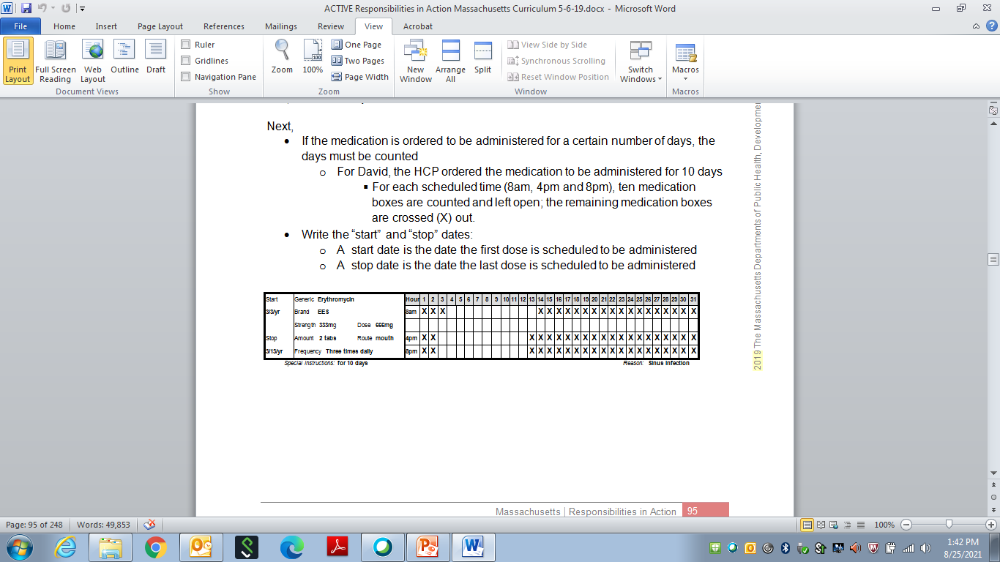 ACTIVE Responsibilities in Action Massachusetts Curriculum 5-6-19.docx - Microsoft Word
File Home Insert Page Layout References Mailings Review View Acrobat
Print Layout
Full Screen Reading
Web Layout
Outline
Draft
Document Views
Ruler
Gridlines
Navigation Pane
Show
Zoom
100%
One Page
Two Pages
Page Width
Zoom
New Window
Arrange All
Split
View Side by Side
Synchronous Scrolling
Reset Window Position
Window
Switch Windows
Macros
Macros
Next,
• If the medication is ordered to be administered for a certain number of days, the
days must be counted
o For David, the HCP ordered the medication to be administered for 10 days
▪ For each scheduled time (8am, 4pm and 8pm), ten medication
boxes are counted and left open; the remaining medication boxes
are crossed (X) out.
• Write the “start” and “stop” dates:
o A start date is the date the first dose is scheduled to be administered
o A stop date is the date the last dose is scheduled to be administered
Start Generic Erythromycin Hour 1 2 3 4 5 6 7 8 9 10 11 12 13 14 15 16 17 18 19 20 21 22 23 24 25 26 27 28 29 30 31
3/3/yr Brand EES 8am X X X X X X X X X X X X X X X X X X X X X
Strength 333mg Dose 666mg
Stop Amount 2 tabs Route mouth 4pm X X X X X X X X X X X X X X X X X X X X X
3/13/yr Frequency Three times daily 8pm X X X X X X X X X X X X X X X X X X X X X
Special Instructions: for 10 days Reason: Sinus infection
2019 The Massachusetts Departments of Public Health, Developme
Massachusetts | Responsibilities in Action 95
Page: 95 of 248 Words: 49,853 100%
1:42 PM
8/25/2021